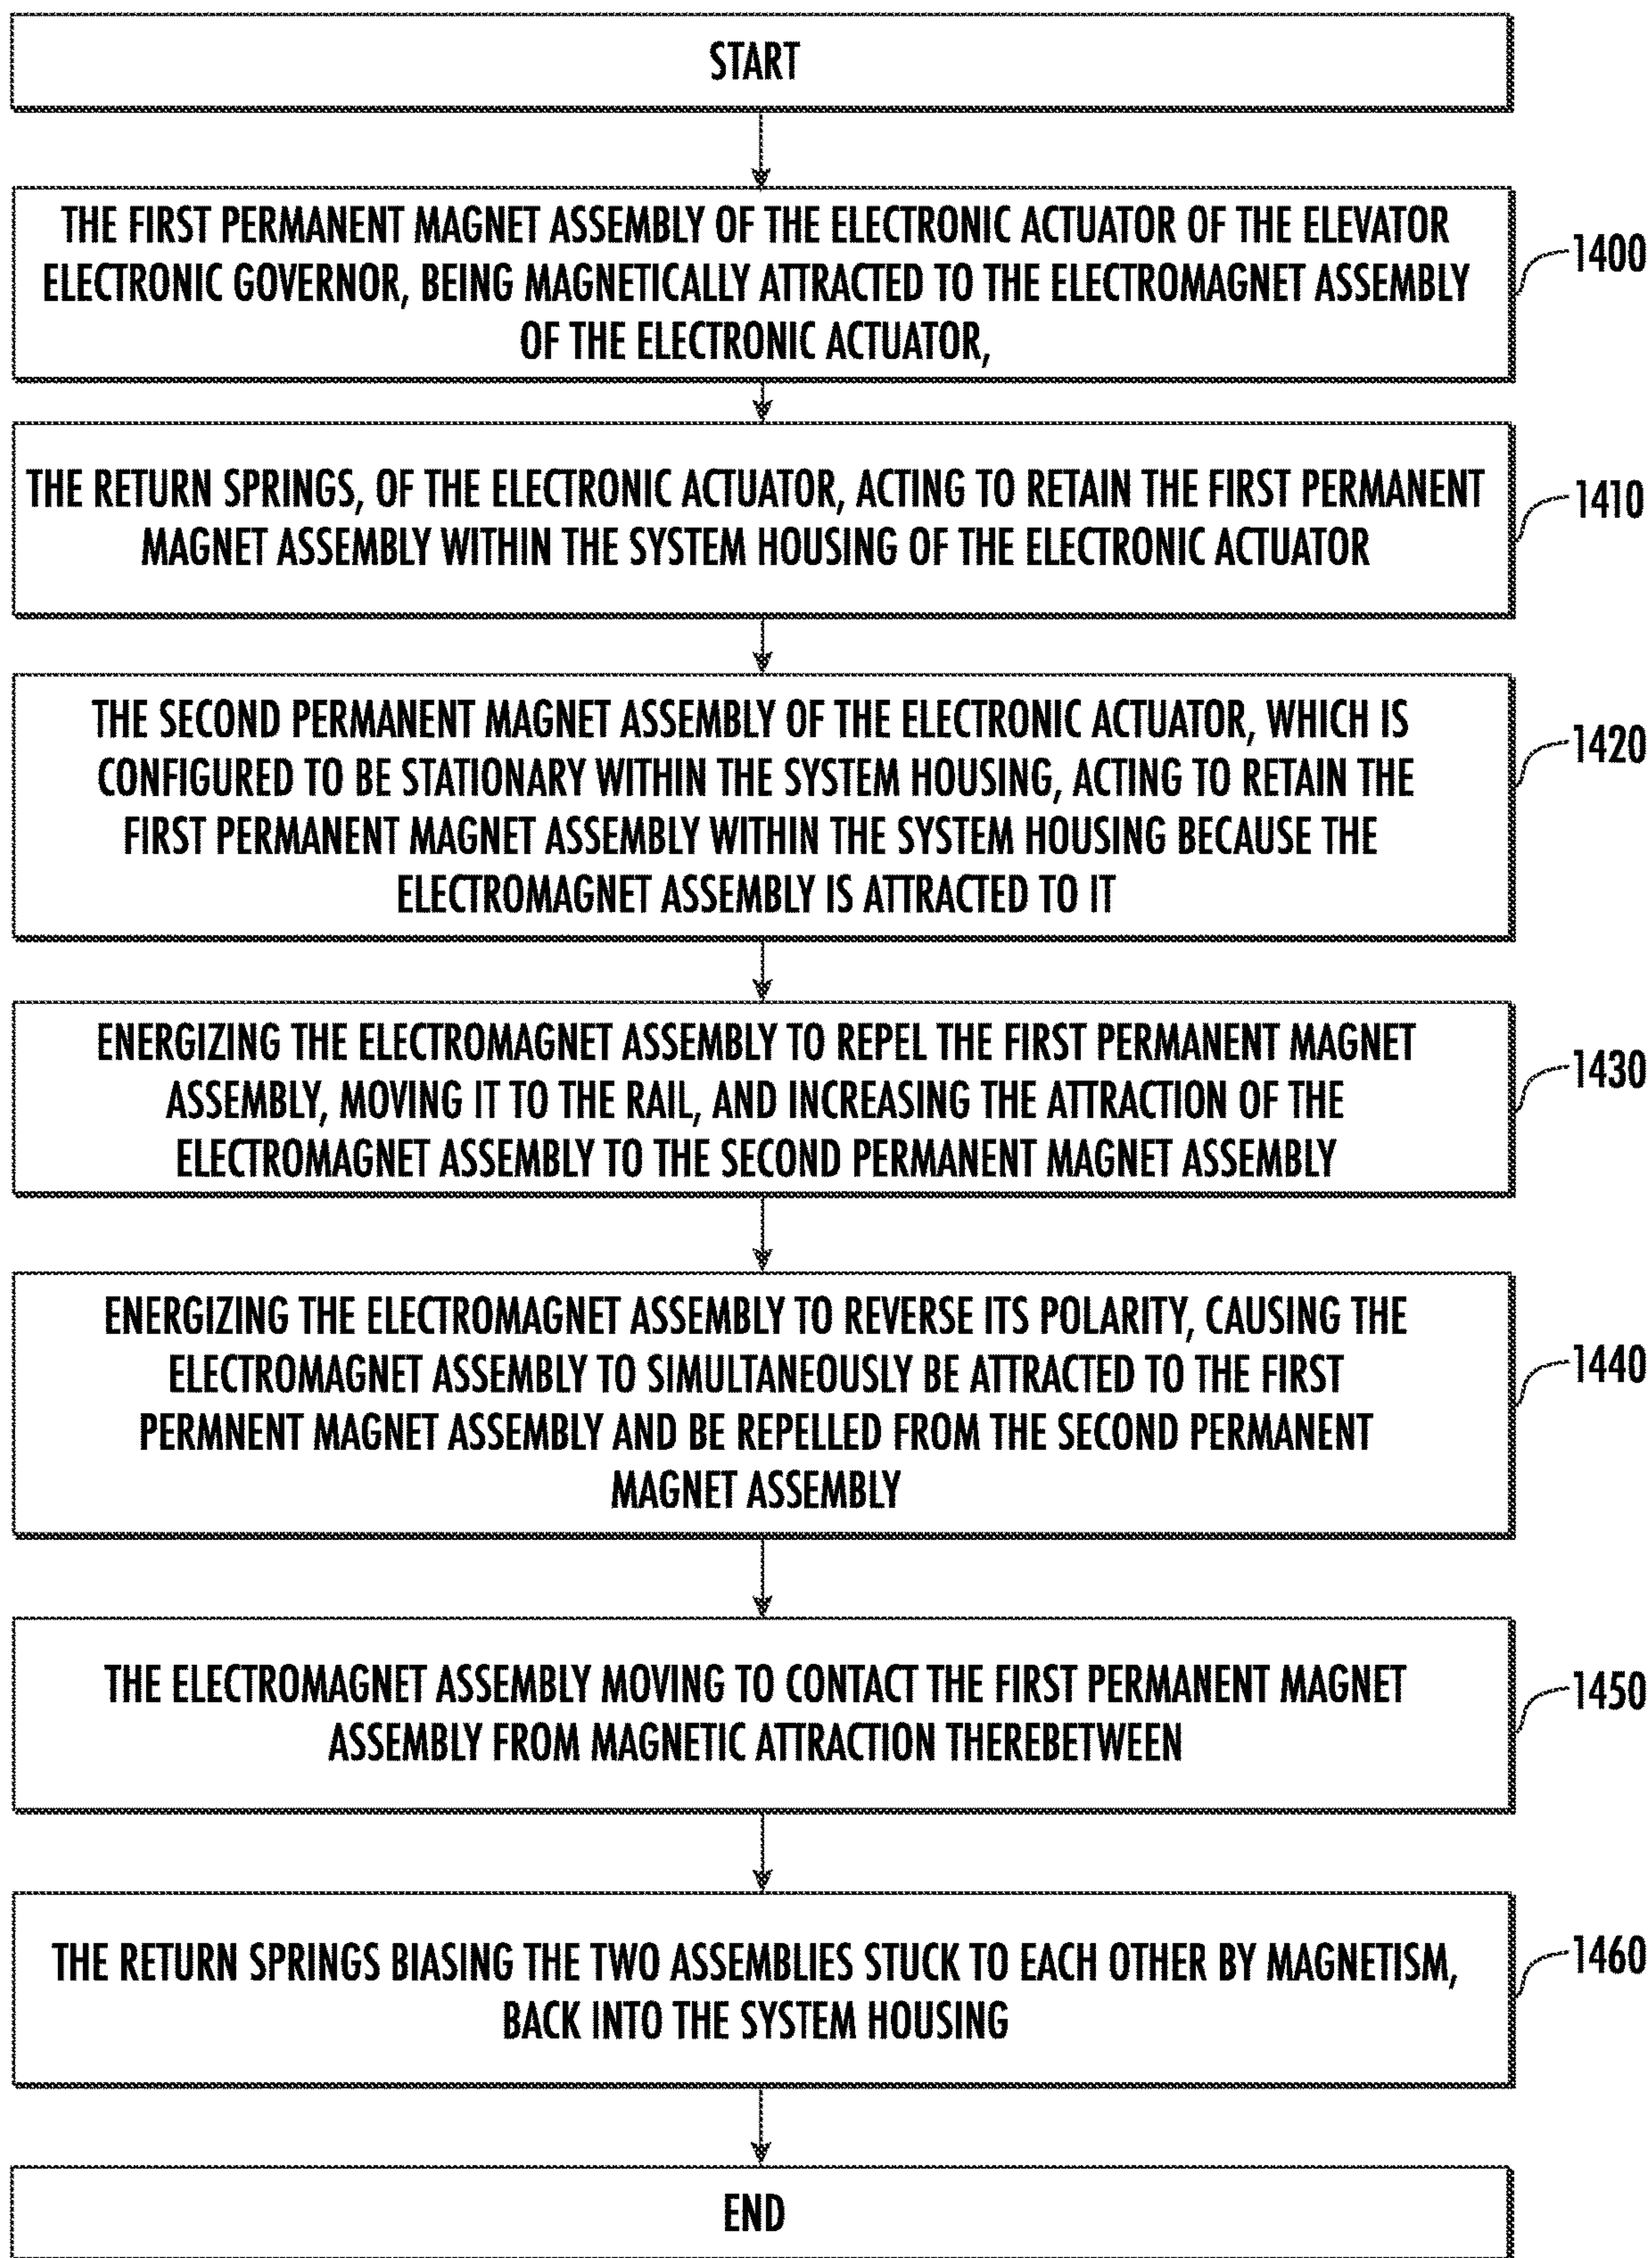 START
THE FIRST PERMANENT MAGNET ASSEMBLY OF THE ELECTRONIC ACTUATOR OF THE ELEVATOR
ELECTRONIC GOVERNOR, BEING MAGNETICALLY ATTRACTED TO THE ELECTROMAGNET ASSEMBLY
OF THE ELECTRONIC ACTUATOR,
1400
THE RETURN SPRINGS, OF THE ELECTRONIC ACTUATOR, ACTING TO RETAIN THE FIRST PERMANENT
MAGNET ASSEMBLY WITHIN THE SYSTEM HOUSING OF THE ELECTRONIC ACTUATOR
1410
THE SECOND PERMANENT MAGNET ASSEMBLY OF THE ELECTRONIC ACTUATOR, WHICH IS
CONFIGURED TO BE STATIONARY WITHIN THE SYSTEM HOUSING, ACTING TO RETAIN THE
FIRST PERMANENT MAGNET ASSEMBLY WITHIN THE SYSTEM HOUSING BECAUSE THE
ELECTROMAGNET ASSEMBLY IS ATTRACTED TO IT
1420
ENERGIZING THE ELECTROMAGNET ASSEMBLY TO REPEL THE FIRST PERMANENT MAGNET
ASSEMBLY, MOVING IT TO THE RAIL, AND INCREASING THE ATTRACTION OF THE
ELECTROMAGNET ASSEMBLY TO THE SECOND PERMANENT MAGNET ASSEMBLY
1430
ENERGIZING THE ELECTROMAGNET ASSEMBLY TO REVERSE ITS POLARITY, CAUSING THE
ELECTROMAGNET ASSEMBLY TO SIMULTANEOUSLY BE ATTRACTED TO THE FIRST
PERMNENT MAGNET ASSEMBLY AND BE REPELLED FROM THE SECOND PERMANENT
MAGNET ASSEMBLY
1440
THE ELECTROMAGNET ASSEMBLY MOVING TO CONTACT THE FIRST PERMANENT MAGNET
ASSEMBLY FROM MAGNETIC ATTRACTION THEREBETWEEN
1450
THE RETURN SPRINGS BIASING THE TWO ASSEMBLIES STUCK TO EACH OTHER BY MAGNETISM,
BACK INTO THE SYSTEM HOUSING
1460
END